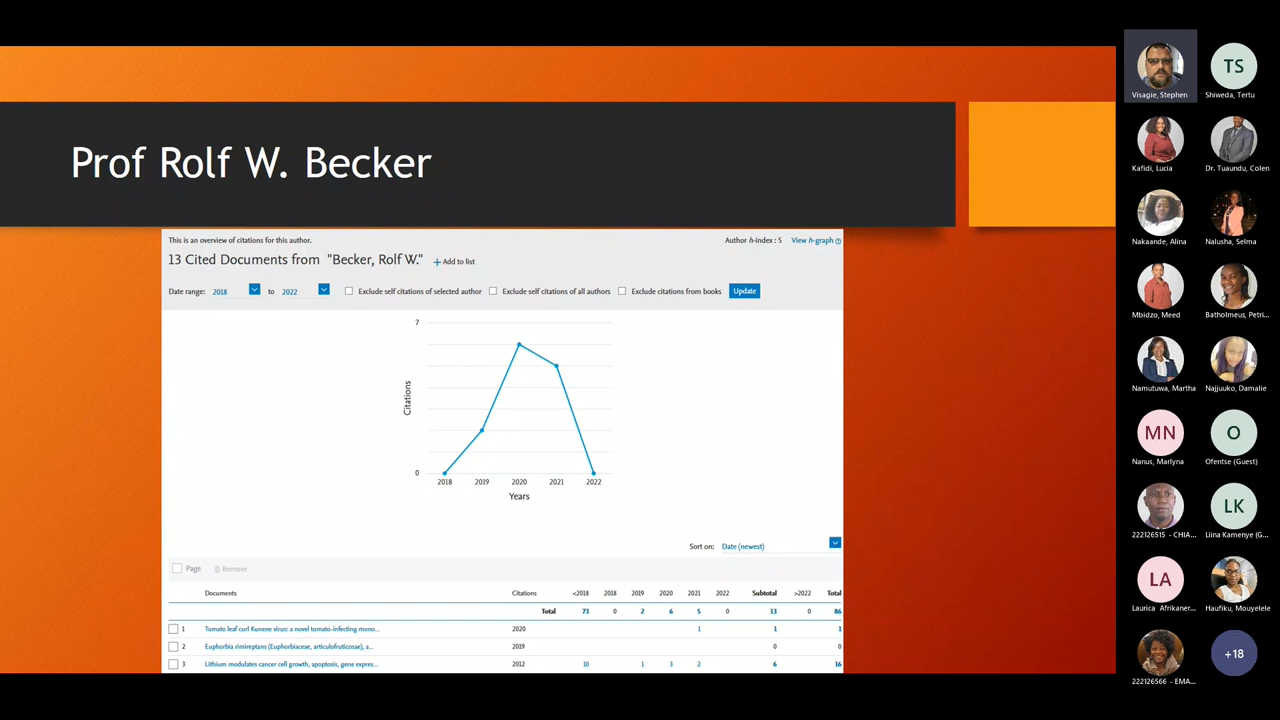 Prof Rolf W. Becker
This is an overview of citations for this author.
Author h-index : 5 View h-graph
13 Cited Documents from "Becker, Rolf W."
Add to list
Date range: 2018 to 2022 Exclude self citations of selected author Exclude self citations of all authors Exclude citations from books Update
7
Citations
0
2018 2019 2020 2021 2022
Years
Sort on: Date (newest)
Page Remove
Documents Citations <2018 2018 2019 2020 2021 2022 Subtotal >2022 Total
Total 73 0 2 6 5 0 13 0 86
1 Tomato leaf curl Kunene virus: a novel tomato-infecting mono... 2020 1 1 1
2 Euphorbia rimireptans (Euphorbiaceae, articulofruticosae), a... 2019 0 0
3 Lithium modulates cancer cell growth, apoptosis, gene expres... 2012 10 1 3 2 6 16
Visagie, Stephen
TS
Shiweda, Tertu
Kafidi, Lucia
Dr. Tuaundu, Colen
Nakaande, Alina
Nalusha, Selma
Mbidzo, Meed
Batholmeus, Petri...
Namutuwa, Martha
Najjuuko, Damalie
MN
Nanus, Marlyna
O
Ofentse (Guest)
222126515 - CHIA...
LK
Liina Kamenye (G...
LA
Laurica Afrikaner...
Haufiku, Mouyelele
222126566 - EMA...
+18